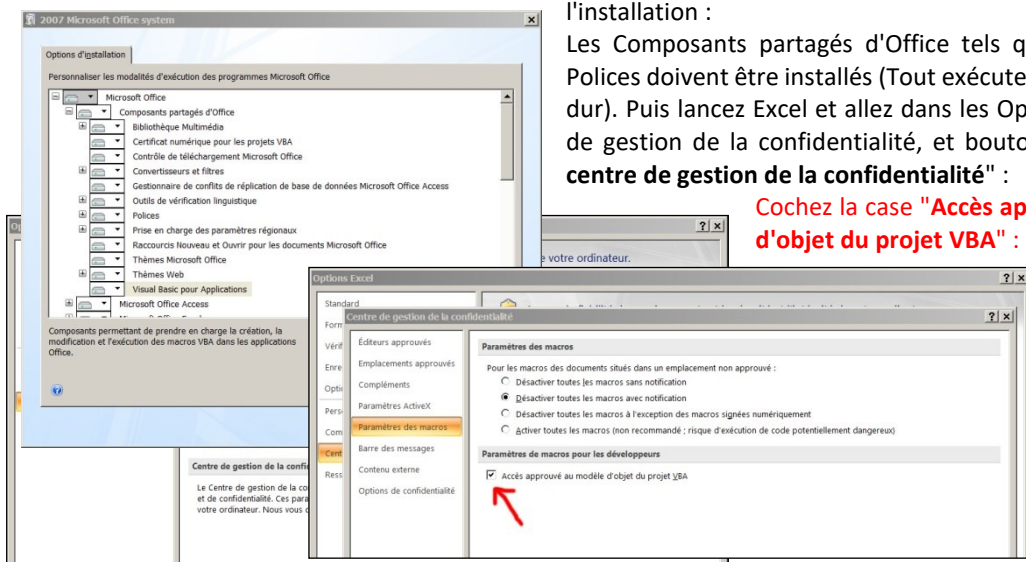 l'installation :
Les Composants partagés d'Office tels
Polices doivent être installés (Tout
dur). Puis lancez Excel et allez dans les
de gestion de la confidentialité, et
centre de gestion de la confidentialité" :
Cochez la case "Accès
d'objet du projet VBA" :
2007 Microsoft Office system
Options d'installation
Personnaliser les modalités d'exécution des programmes Microsoft Office
Microsoft Office
Composants partagés d'Office
Bibliothèque Multimédia
Certificat numérique pour les projets VBA
Contrôle de téléchargement Microsoft Office
Convertisseurs et filtres
Gestionnaire de conflits de réplication de base de données Microsoft Office Access
Outils de vérification linguistique
Polices
Prise en charge des paramètres régionaux
Raccourcis Nouveau et Ouvrir pour les documents Microsoft Office
Thèmes Microsoft Office
Thèmes Web
Visual Basic pour Applications
Microsoft Office Access
Composants permettant de prendre en charge la création, la
modification et l'exécution des macros VBA dans les applications
Office.
votre ordinateur.
Centre de gestion de la
Le Centre de gestion de la
et de confidentialité. Ces
votre ordinateur. Nous vous
Options Excel
Standard
Centre de gestion de la confidentialité
Éditeurs approuvés
Emplacements approuvés
Compléments
Paramètres ActiveX
Paramètres des macros
Barre des messages
Contenu externe
Options de confidentialité
Paramètres des macros
Pour les macros des documents situés dans un emplacement non approuvé :
Désactiver toutes les macros sans notification
Désactiver toutes les macros avec notification
Désactiver toutes les macros à l'exception des macros signées numériquement
Activer toutes les macros (non recommandé ; risque d'exécution de code potentiellement dangereux)
Paramètres de macros pour les développeurs
Accès approuvé au modèle d'objet du projet VBA